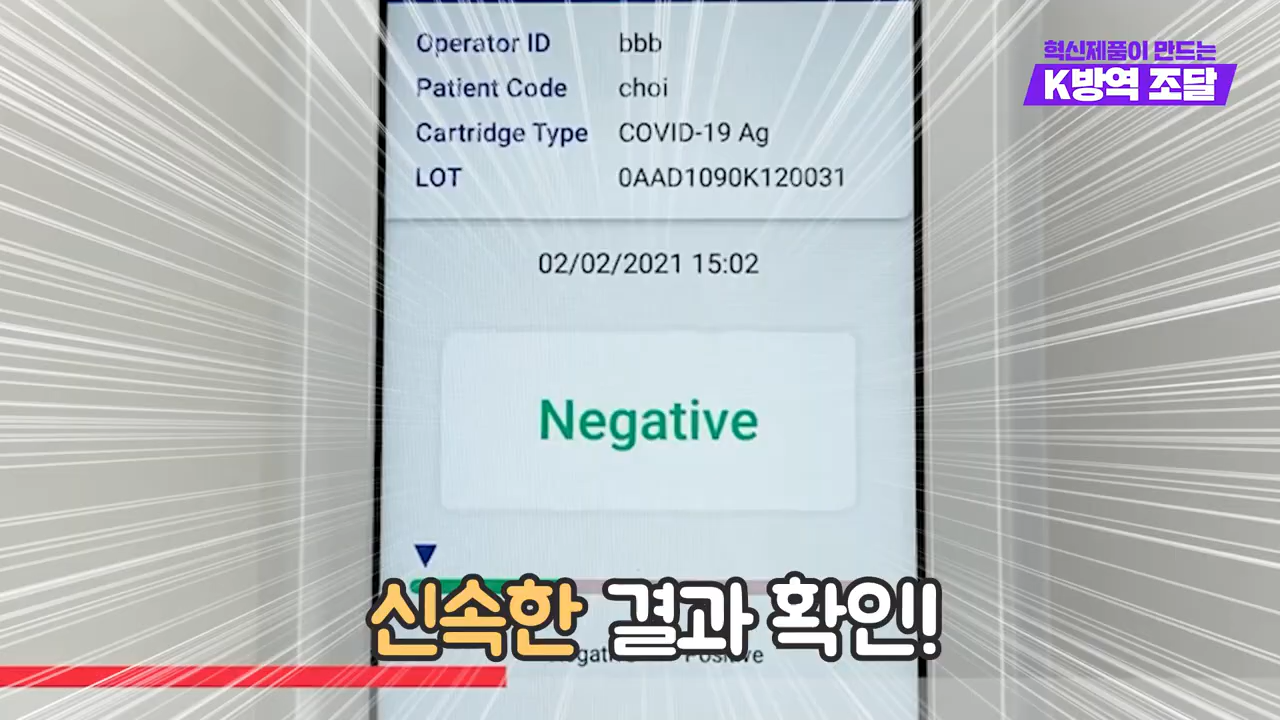 Operator ID bbb
Patient Code choi
Cartridge Type COVID-19 Ag
LOT 0AAD1090K120031
혁신제품이 만드는
K방역 조달
02/02/2021 15:02
Negative
신속한 결과 확인!
Negative Positive